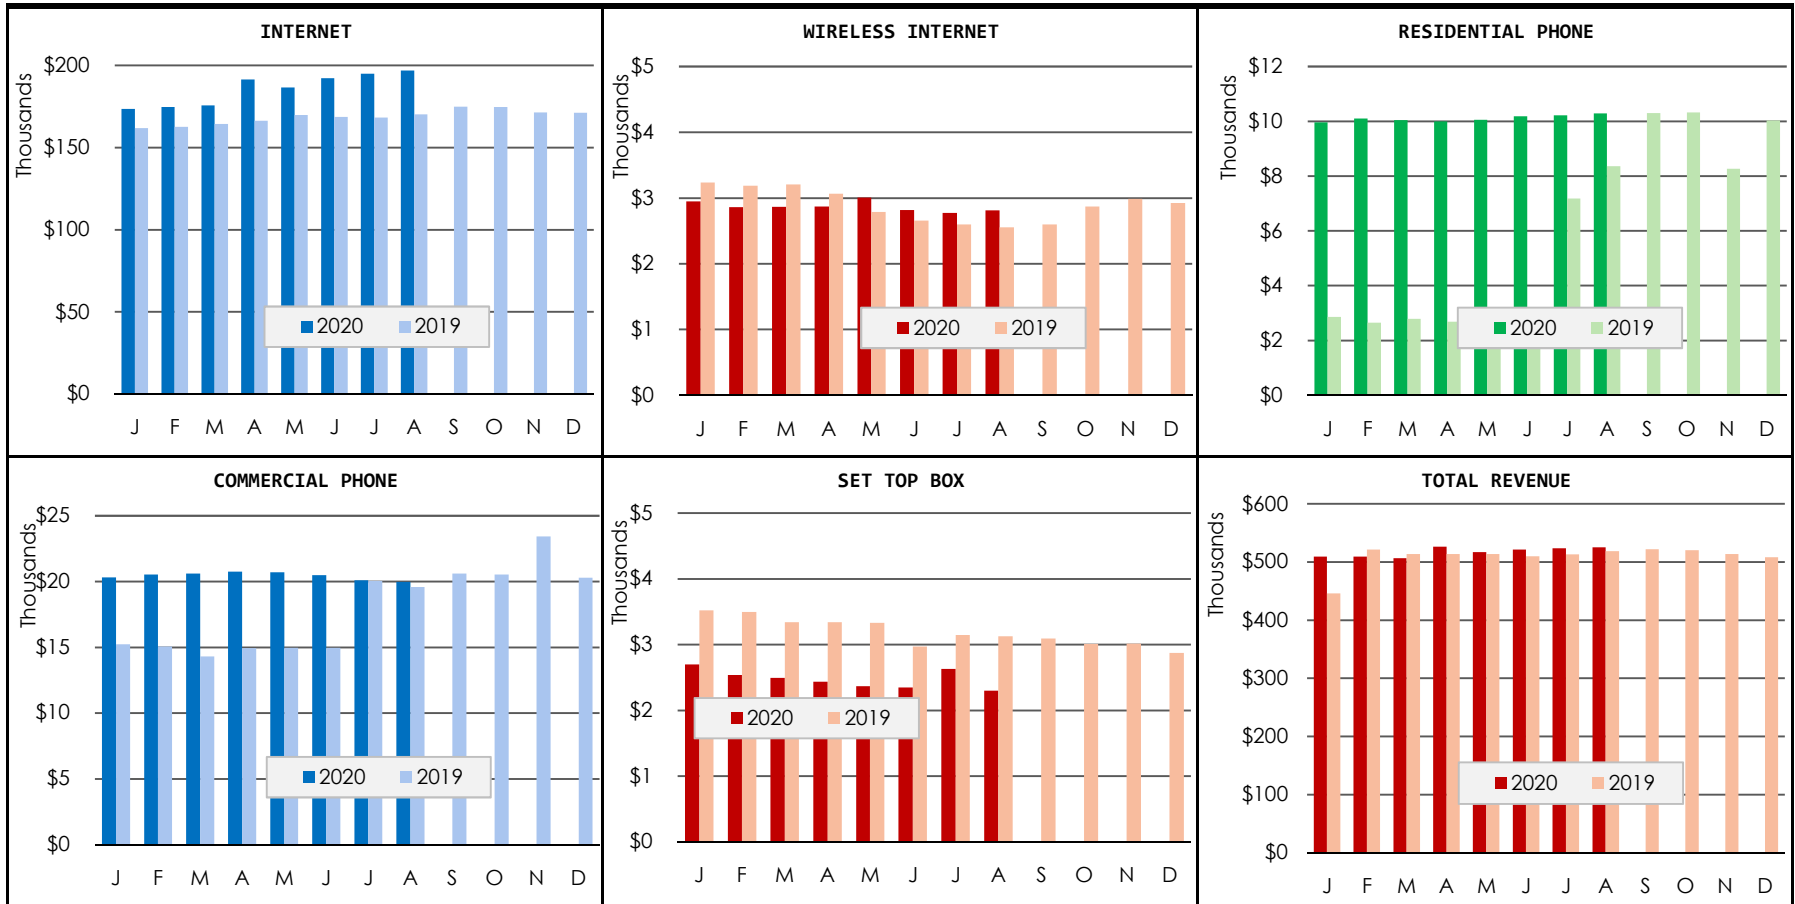 INTERNET
Thousands
$200
$150
$100
$50
$0
2020 2019
J F M A M J J A S O N D
WIRELESS INTERNET
Thousands
$5
$4
$3
$2
$1
$0
2020 2019
J F M A M J J A S O N D
RESIDENTIAL PHONE
Thousands
$12
$10
$8
$6
$4
$2
$0
2020 2019
J F M A M J J A S O N D
COMMERCIAL PHONE
Thousands
$25
$20
$15
$10
$5
$0
2020 2019
J F M A M J J A S O N D
SET TOP BOX
Thousands
$5
$4
$3
$2
$1
$0
2020 2019
J F M A M J J A S O N D
TOTAL REVENUE
Thousands
$600
$500
$400
$300
$200
$100
$0
2020 2019
J F M A M J J A S O N D